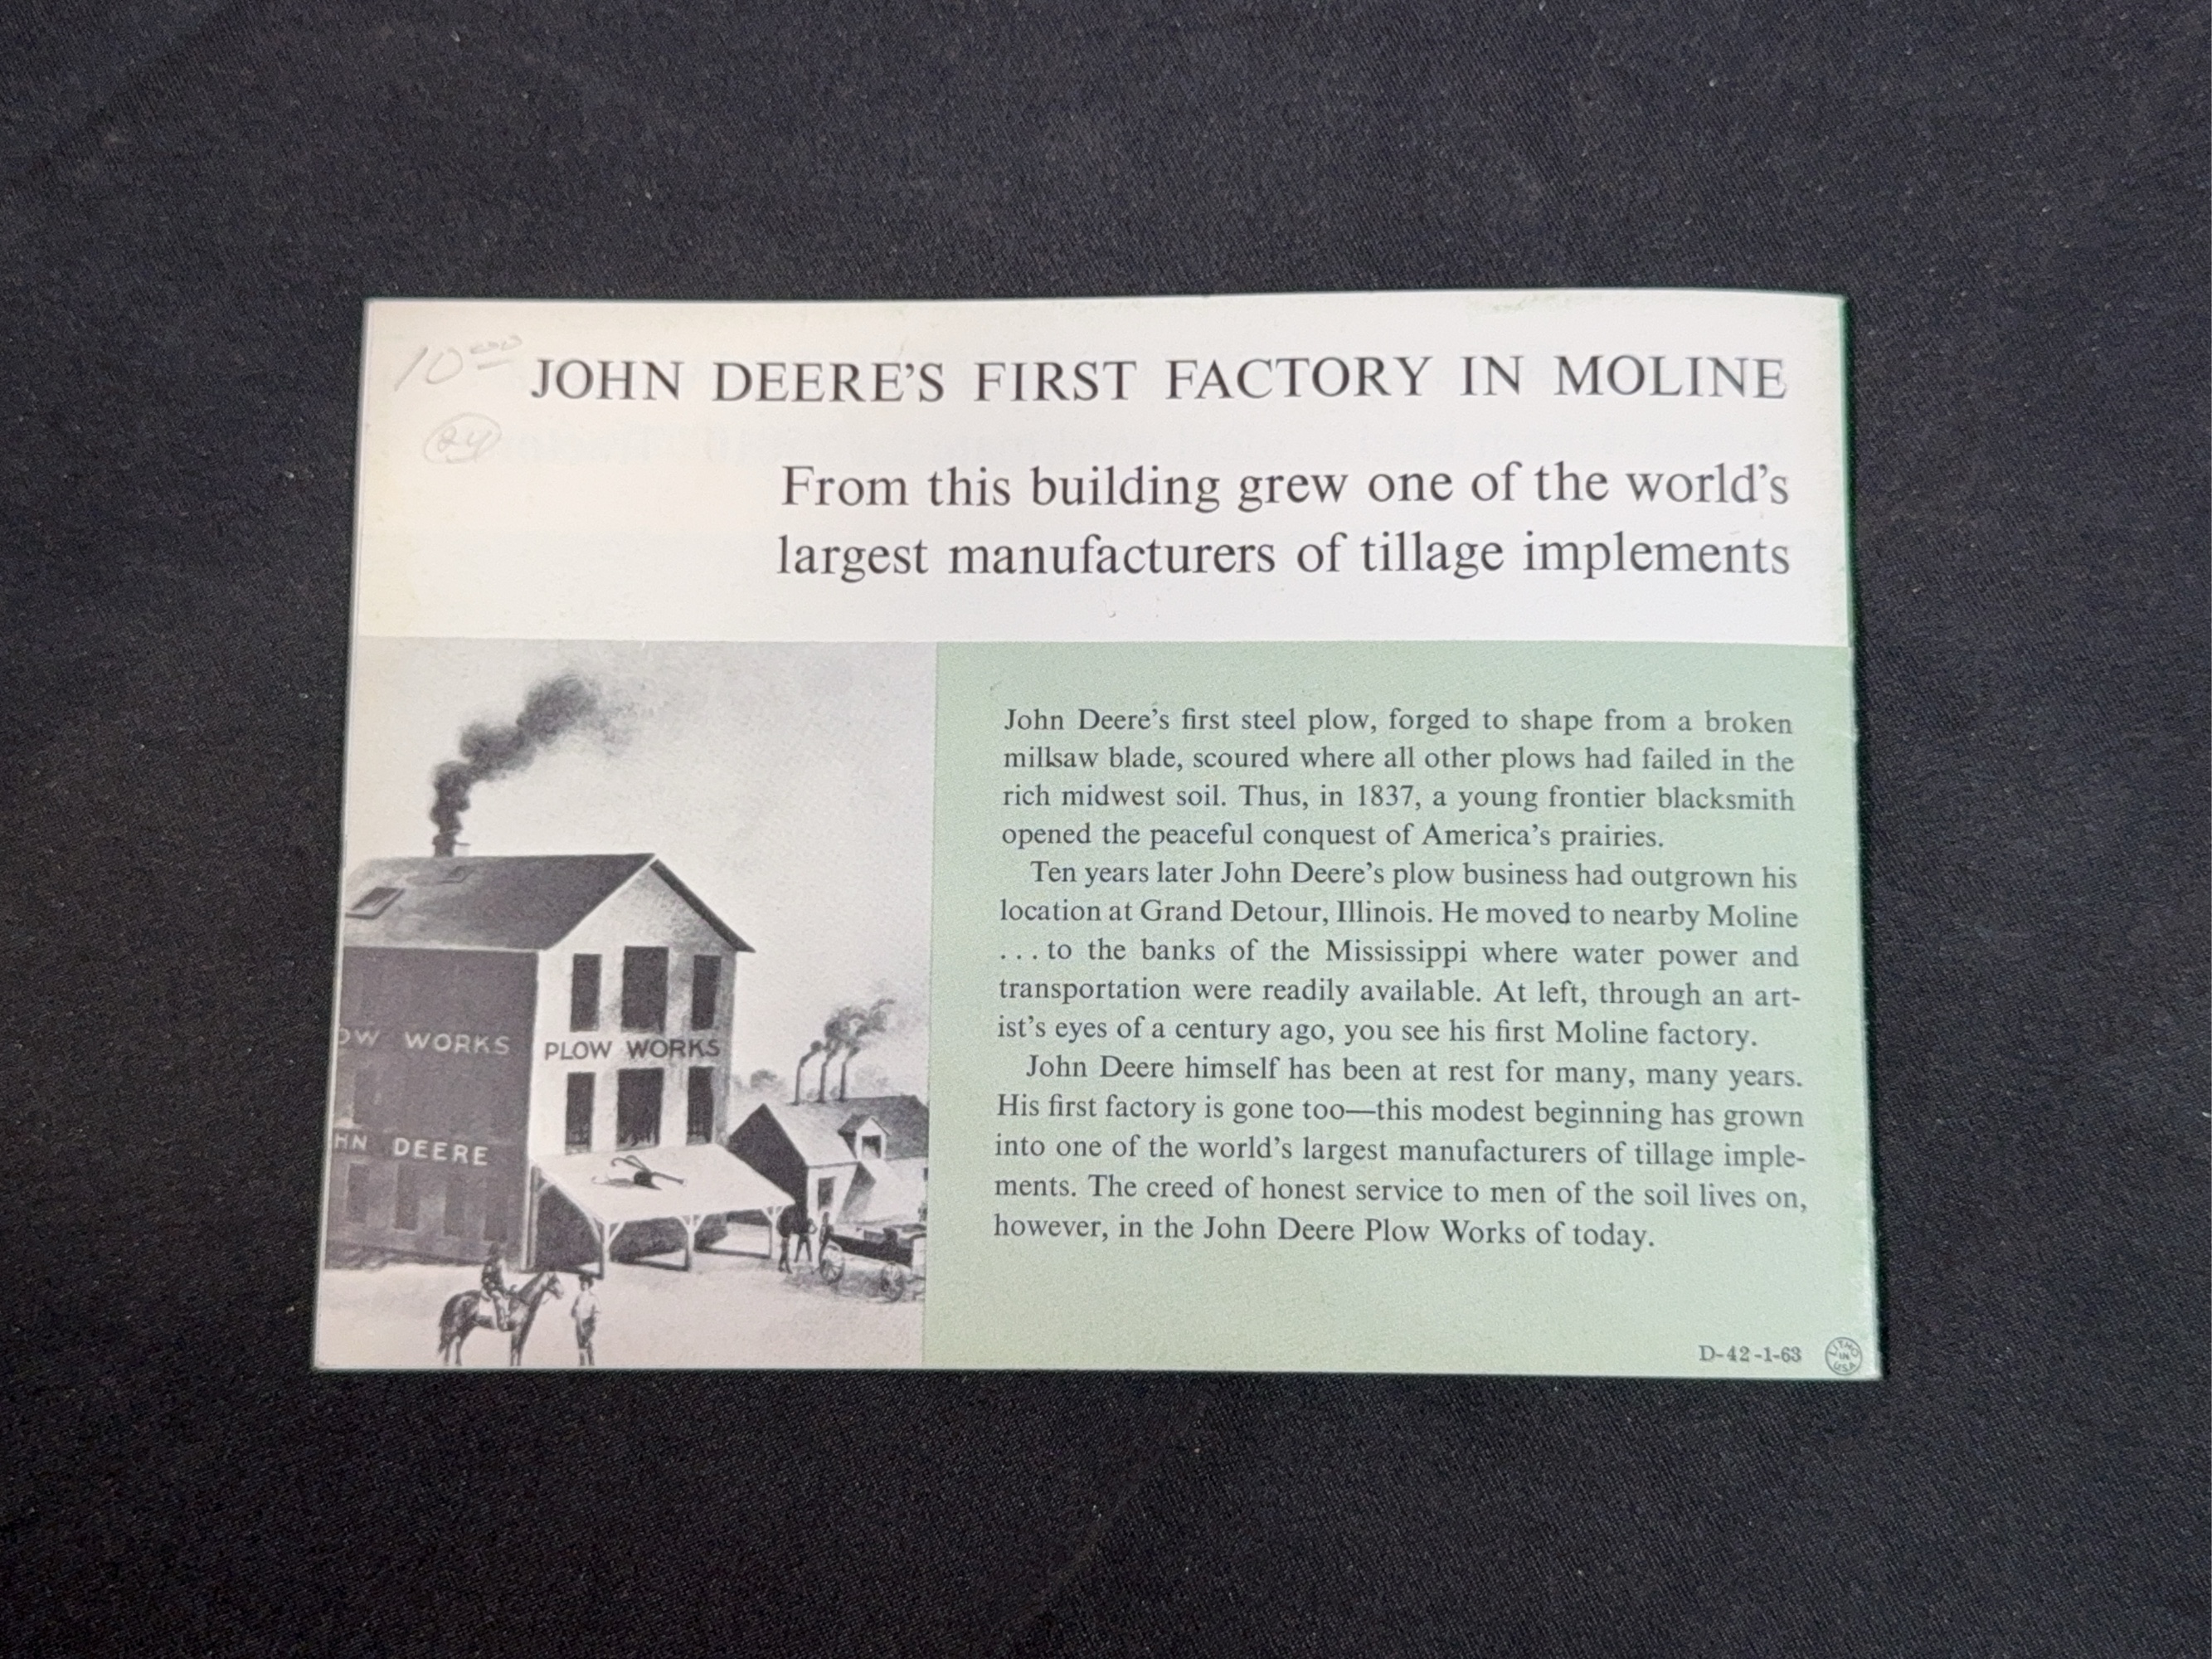 10 00
JOHN DEERE'S FIRST FACTORY IN MOLINE
From this building grew one of the world's
largest manufacturers of tillage implements
OW WORKS
PLOW WORKS
HN DEERE
John Deere's first steel plow, forged to shape from a broken
millsaw blade, scoured where all other plows had failed in the
rich midwest soil. Thus, in 1837, a young frontier blacksmith
opened the peaceful conquest of America's prairies.
Ten years later John Deere's plow business had outgrown his
location at Grand Detour, Illinois. He moved to nearby Moline
. . . to the banks of the Mississippi where water power and
transportation were readily available. At left, through an art-
ist's eyes of a century ago, you see his first Moline factory.
John Deere himself has been at rest for many, many years.
His first factory is gone too—this modest beginning has grown
into one of the world's largest manufacturers of tillage imple-
ments. The creed of honest service to men of the soil lives on,
however, in the John Deere Plow Works of today.
D-42-1-63
LITHO
IN
USA